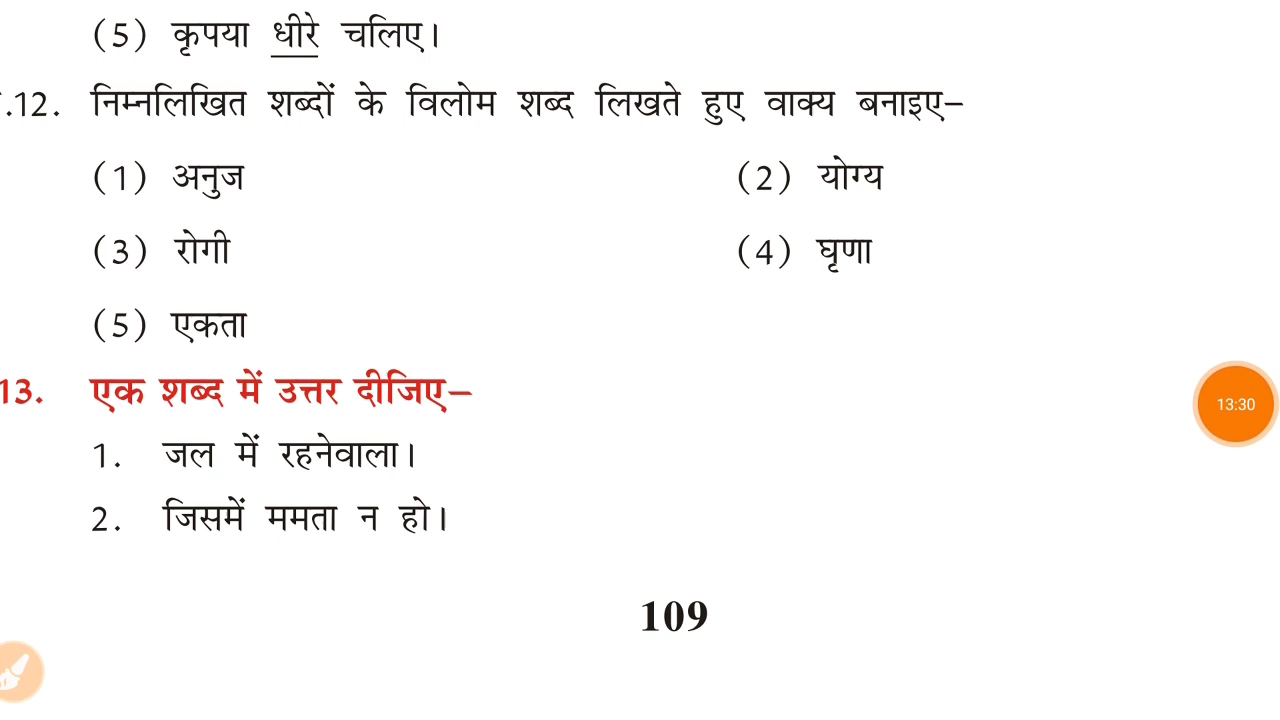 (5) कृपया धीरे चलिए।
.12. निम्नलिखित शब्दों के विलोम शब्द लिखते हुए वाक्य बनाइए–
(1) अनुज (2) योग्य
(3) रोगी (4) घृणा
(5) एकता
13. एक शब्द में उत्तर दीजिए–
1. जल में रहनेवाला।
2. जिसमें ममता न हो।
13:30
109